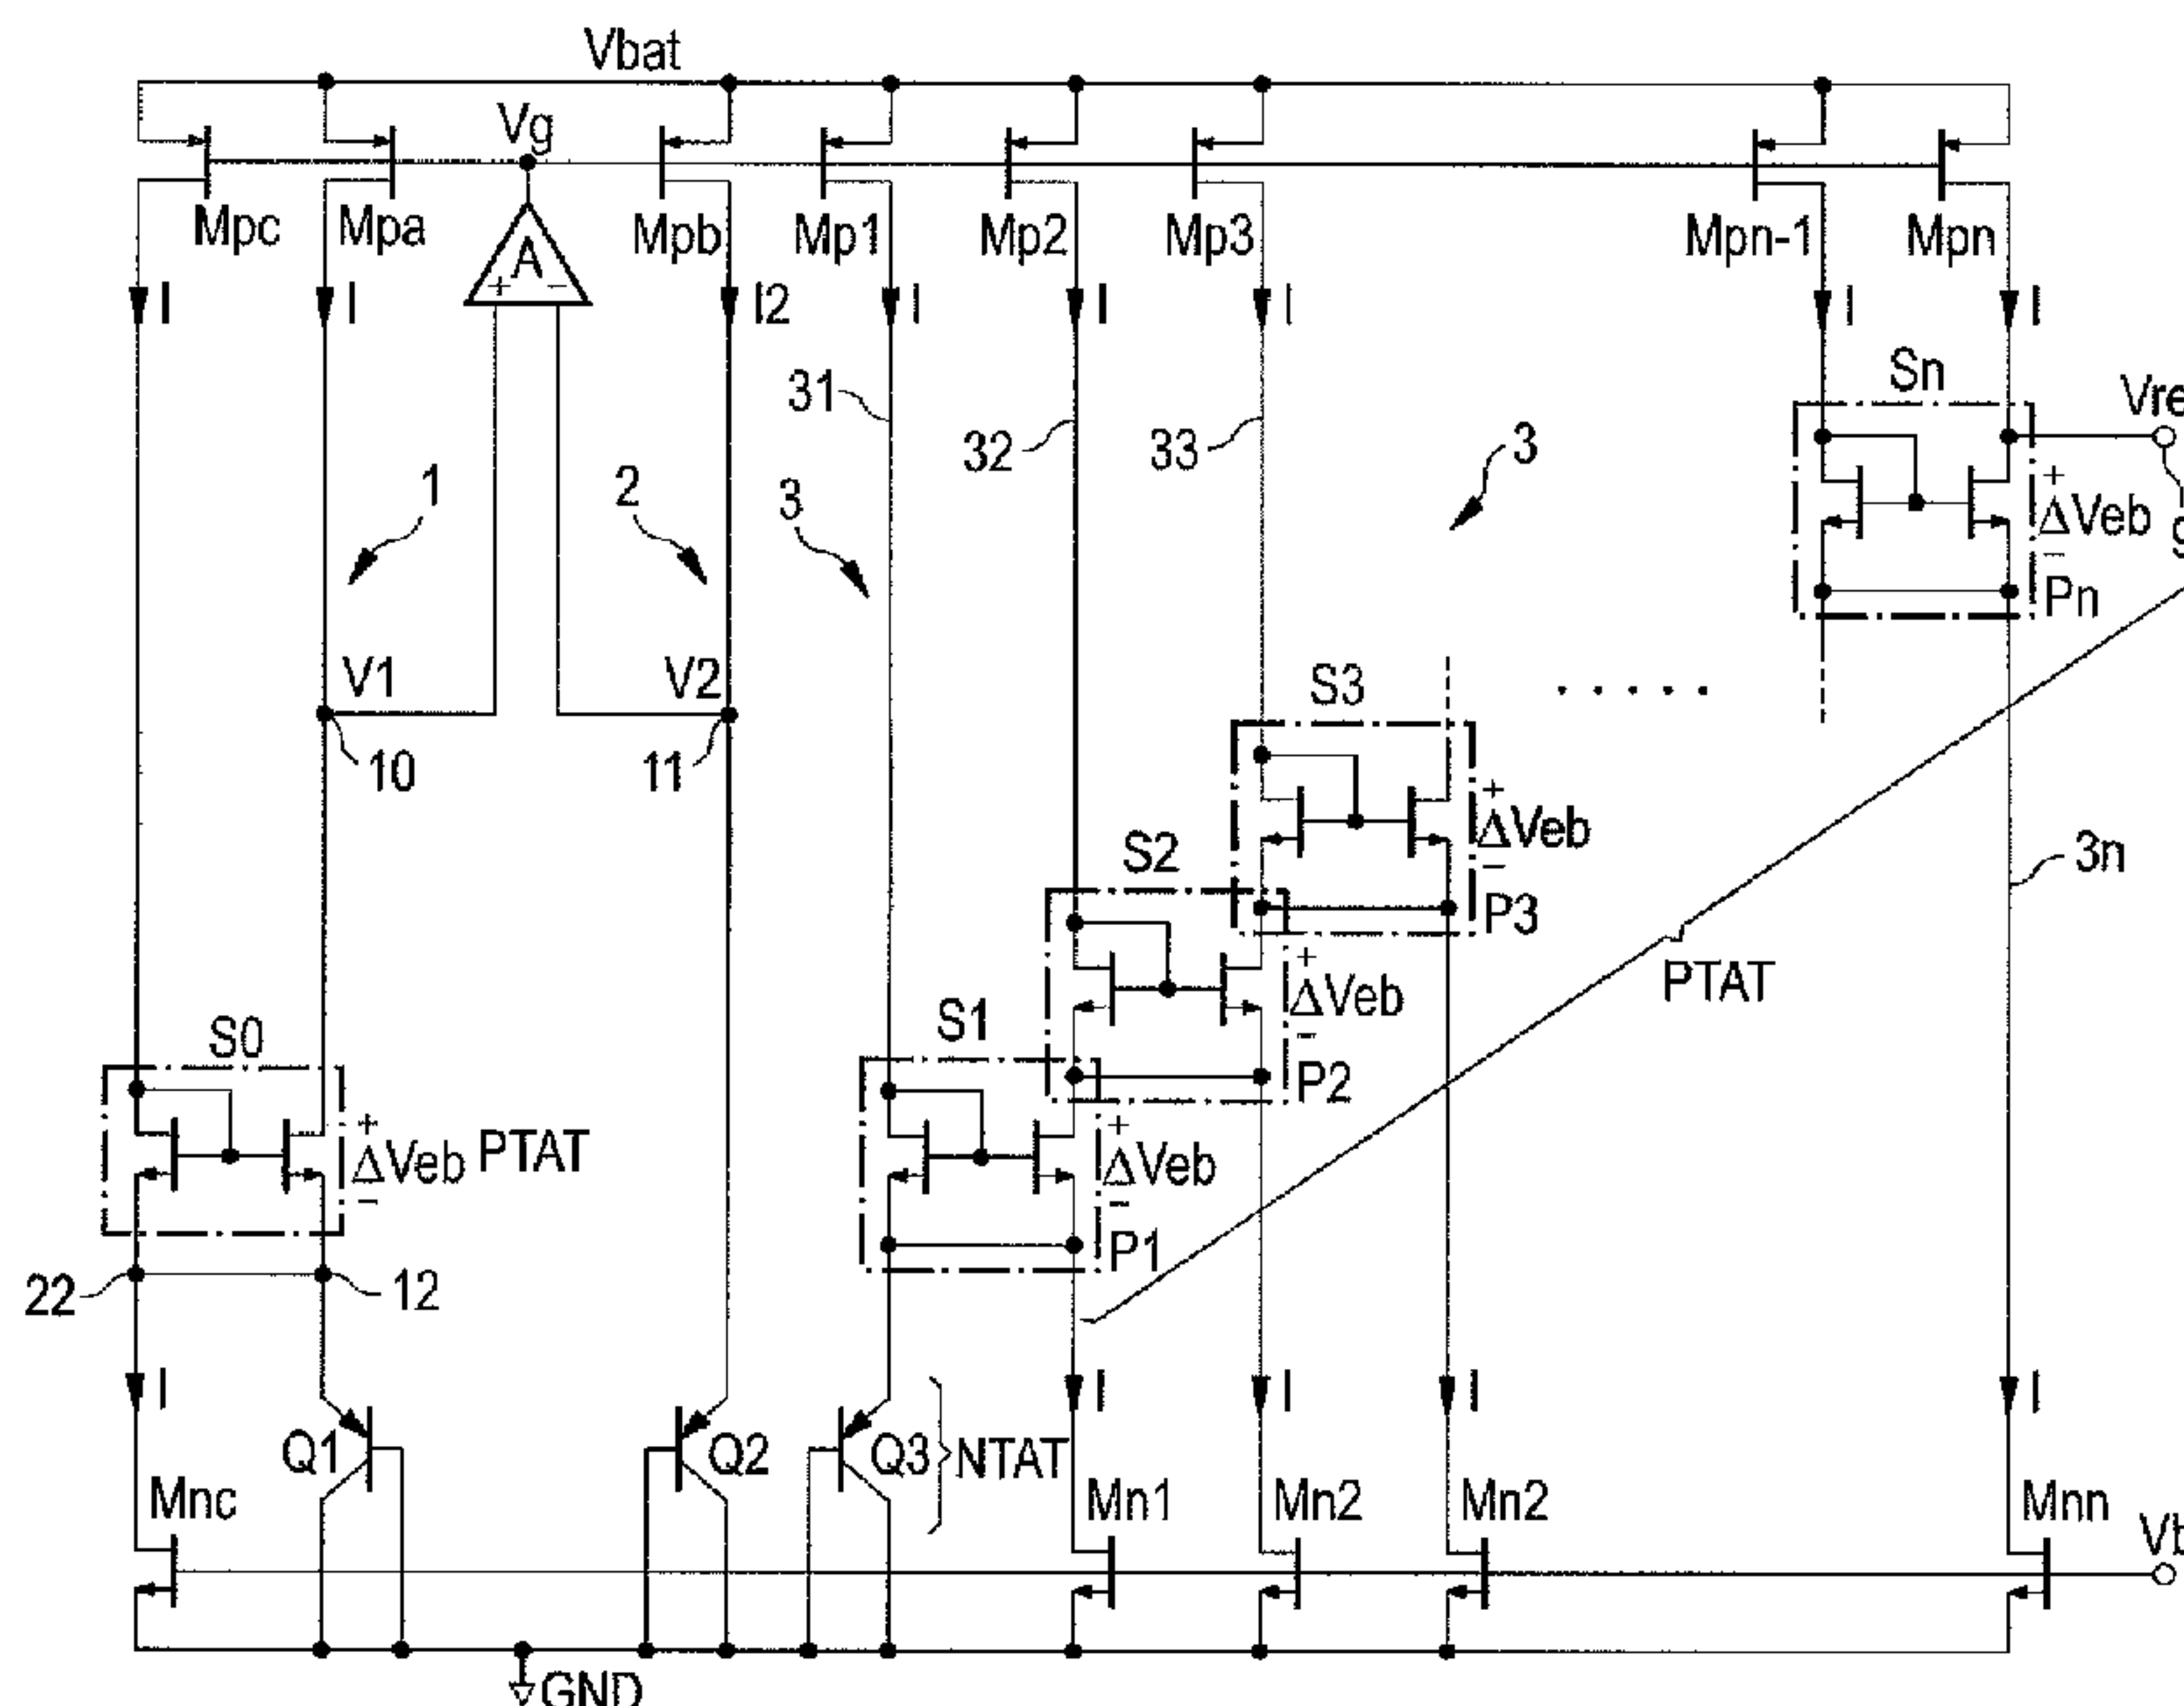 Vbat
Vg
Mpc
Mpa
A
+ −
Mpb
Mp1
Mp2
Mp3
Mpn-1
Mpn
I
I
I2
I
I
I
I
I
31
32
33
3
Sn
Vre
+
ΔVeb
−
Pn
1
2
3
V1
V2
10
11
S3
.....
+
ΔVeb
−
P3
S2
+
ΔVeb
−
P2
3n
PTAT
S1
+
ΔVeb
−
P1
S0
+
ΔVeb
−
PTAT
22
12
I
I
I
I
I
Q1
Q2
Q3
NTAT
Mnc
Mn1
Mn2
Mn2
Mnn
Vb
GND